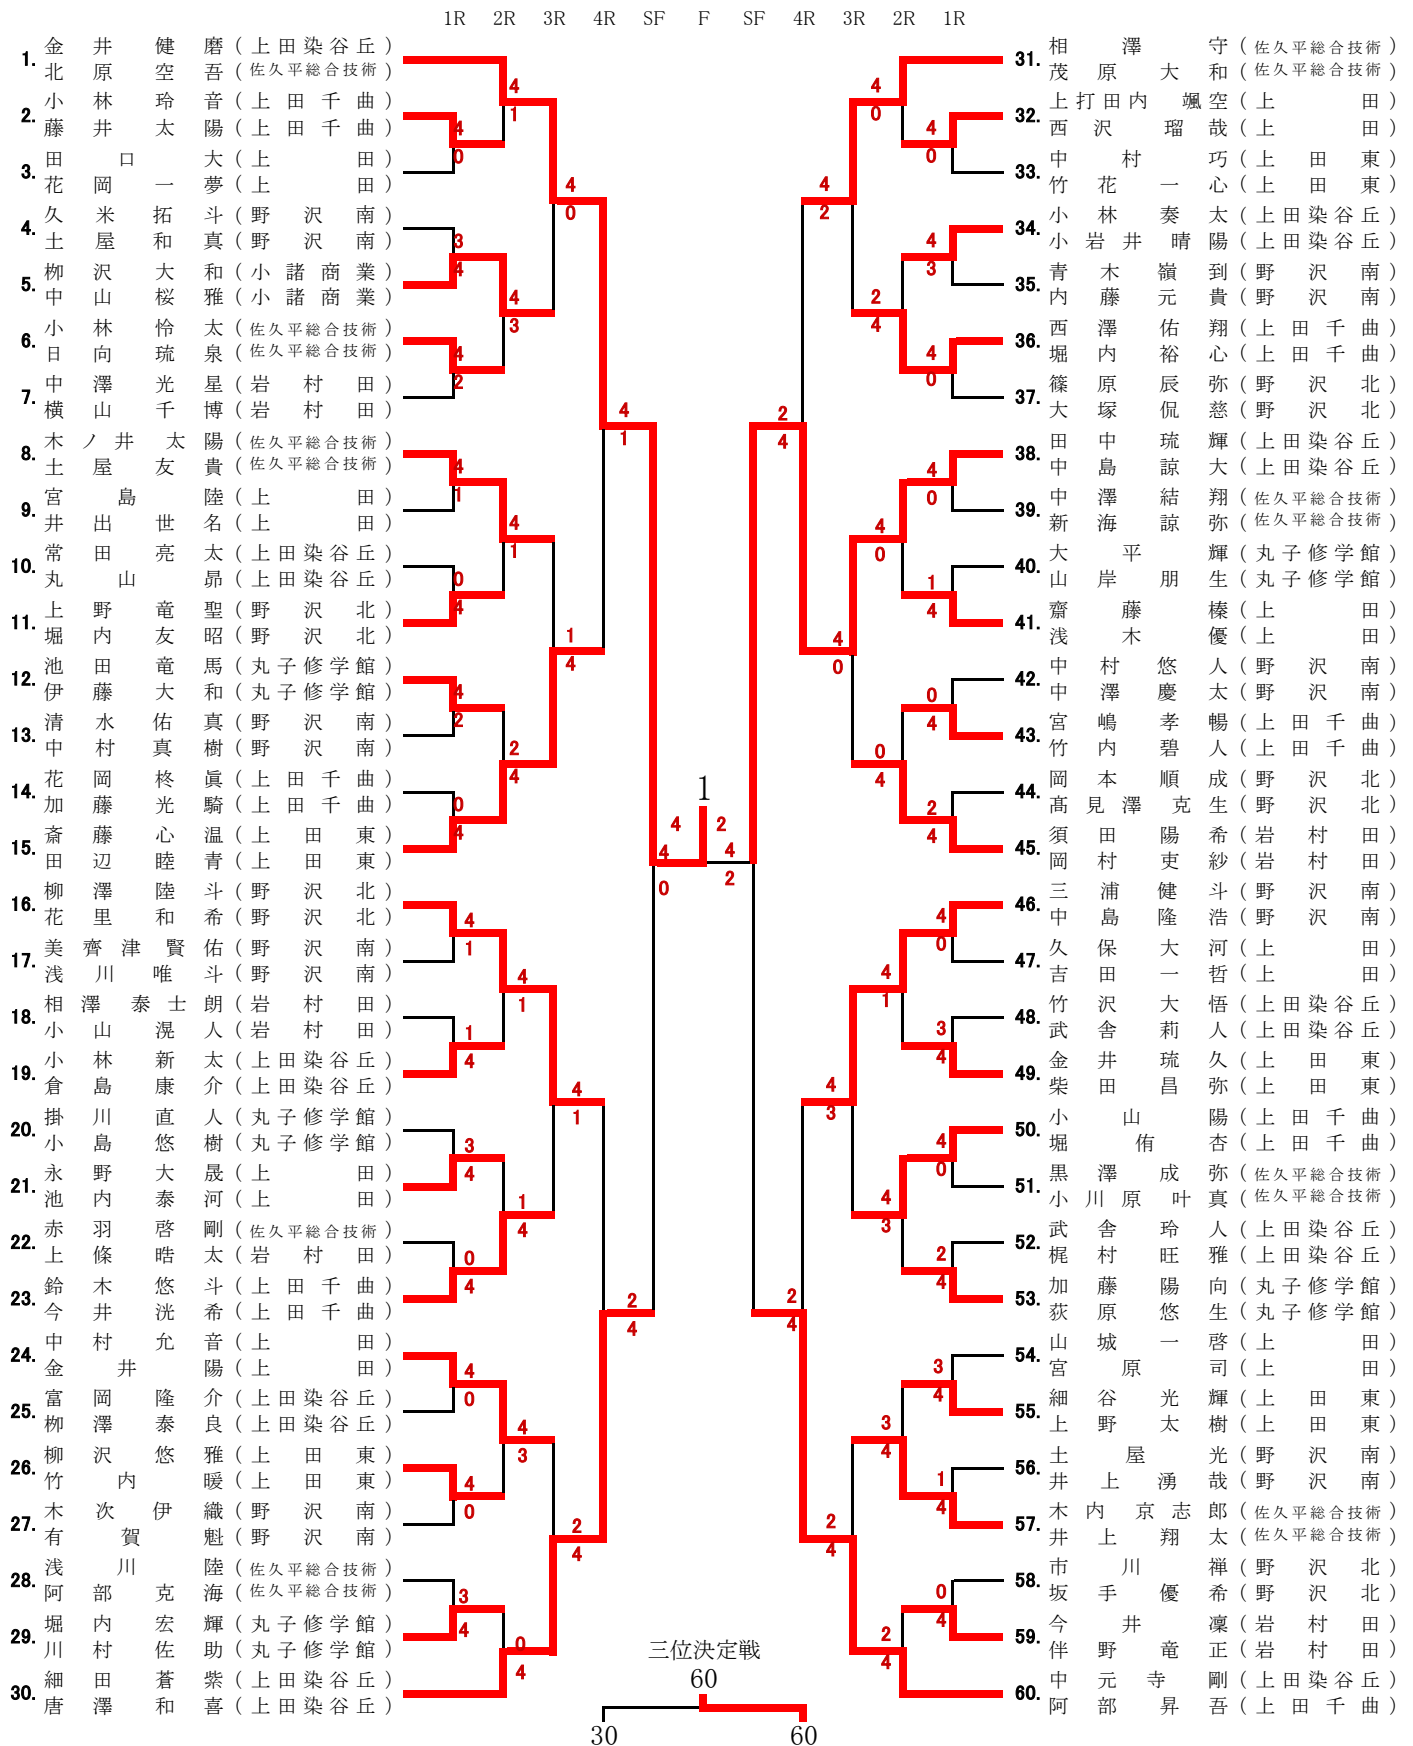 1R 2R 3R 4R SF F SF 4R 3R 2R 1R
1. 金井健磨(上田染谷丘)
北原空吾(佐久平総合技術)
2. 小林玲音(上田千曲)
藤井太陽(上田千曲)
3. 田口大(上田)
花岡一夢(上田)
4. 久米拓斗(野沢南)
土屋和真(野沢南)
5. 栁沢大和(小諸商業)
中山桜雅(小諸商業)
6. 小林怜太(佐久平総合技術)
日向琉泉(佐久平総合技術)
7. 中澤光星(岩村田)
横山千博(岩村田)
8. 木ノ井太陽(佐久平総合技術)
土屋友貴(佐久平総合技術)
9. 宮島陸(上田)
井出世名(上田)
10. 常田亮太(上田染谷丘)
丸山昴(上田染谷丘)
11. 上野竜聖(野沢北)
堀内友昭(野沢北)
12. 池田竜馬(丸子修学館)
伊藤大和(丸子修学館)
13. 清水佑真(野沢南)
中村真樹(野沢南)
14. 花岡柊眞(上田千曲)
加藤光騎(上田千曲)
15. 斎藤心温(上田東)
田辺睦青(上田東)
16. 柳澤陸斗(野沢北)
花里和希(野沢北)
17. 美齊津賢佑(野沢南)
浅川唯斗(野沢南)
18. 相澤泰士朗(岩村田)
小山滉人(岩村田)
19. 小林新太(上田染谷丘)
倉島康介(上田染谷丘)
20. 掛川直人(丸子修学館)
小島悠樹(丸子修学館)
21. 永野大晟(上田)
池内泰河(上田)
22. 赤羽啓剛(佐久平総合技術)
上條晧太(岩村田)
23. 鈴木悠斗(上田千曲)
今井洸希(上田千曲)
24. 中村允音(上田)
金井陽(上田)
25. 富岡隆介(上田染谷丘)
栁澤泰良(上田染谷丘)
26. 柳沢悠雅(上田東)
竹内暖(上田東)
27. 木次伊織(野沢南)
有賀魁(野沢南)
28. 浅川陸(佐久平総合技術)
阿部克海(佐久平総合技術)
29. 堀内宏輝(丸子修学館)
川村佐助(丸子修学館)
30. 細田蒼紫(上田染谷丘)
唐澤和喜(上田染谷丘)
31. 相澤守(佐久平総合技術)
茂原大和(佐久平総合技術)
32. 上打田内颯空(上田)
西沢瑠哉(上田)
33. 中村巧(上田東)
竹花一心(上田東)
34. 小林奏太(上田染谷丘)
小岩井晴陽(上田染谷丘)
35. 青木嶺到(野沢南)
内藤元貴(野沢南)
36. 西澤佑翔(上田千曲)
堀内裕心(上田千曲)
37. 篠原辰弥(野沢北)
大塚侃慈(野沢北)
38. 田中琉輝(上田染谷丘)
中島諒大(上田染谷丘)
39. 中澤結翔(佐久平総合技術)
新海諒弥(佐久平総合技術)
40. 大平輝(丸子修学館)
山岸朋生(丸子修学館)
41. 齋藤榛(上田)
浅木優(上田)
42. 中村悠人(野沢南)
中澤慶太(野沢南)
43. 宮嶋孝暢(上田千曲)
竹内碧人(上田千曲)
44. 岡本順成(野沢北)
髙見澤克生(野沢北)
45. 須田陽希(岩村田)
岡村吏紗(岩村田)
46. 三浦健斗(野沢南)
中島隆浩(野沢南)
47. 久保大河(上田)
吉田一哲(上田)
48. 竹沢大悟(上田染谷丘)
武舎莉人(上田染谷丘)
49. 金井琉久(上田東)
柴田昌弥(上田東)
50. 小山陽(上田千曲)
堀侑杏(上田千曲)
51. 黒澤成弥(佐久平総合技術)
小川原叶真(佐久平総合技術)
52. 武舎玲人(上田染谷丘)
梶村旺雅(上田染谷丘)
53. 加藤陽向(丸子修学館)
荻原悠生(丸子修学館)
54. 山城一啓(上田)
宮原司(上田)
55. 細谷光輝(上田東)
上野太樹(上田東)
56. 土屋光(野沢南)
井上湧哉(野沢南)
57. 木内京志郎(佐久平総合技術)
井上翔太(佐久平総合技術)
58. 市川禅(野沢北)
坂手優希(野沢北)
59. 今井凜(岩村田)
伴野竜正(岩村田)
60. 中元寺剛(上田染谷丘)
阿部昇吾(上田千曲)
1
4 2
4 0
4 2
三位決定戦
60
30 60